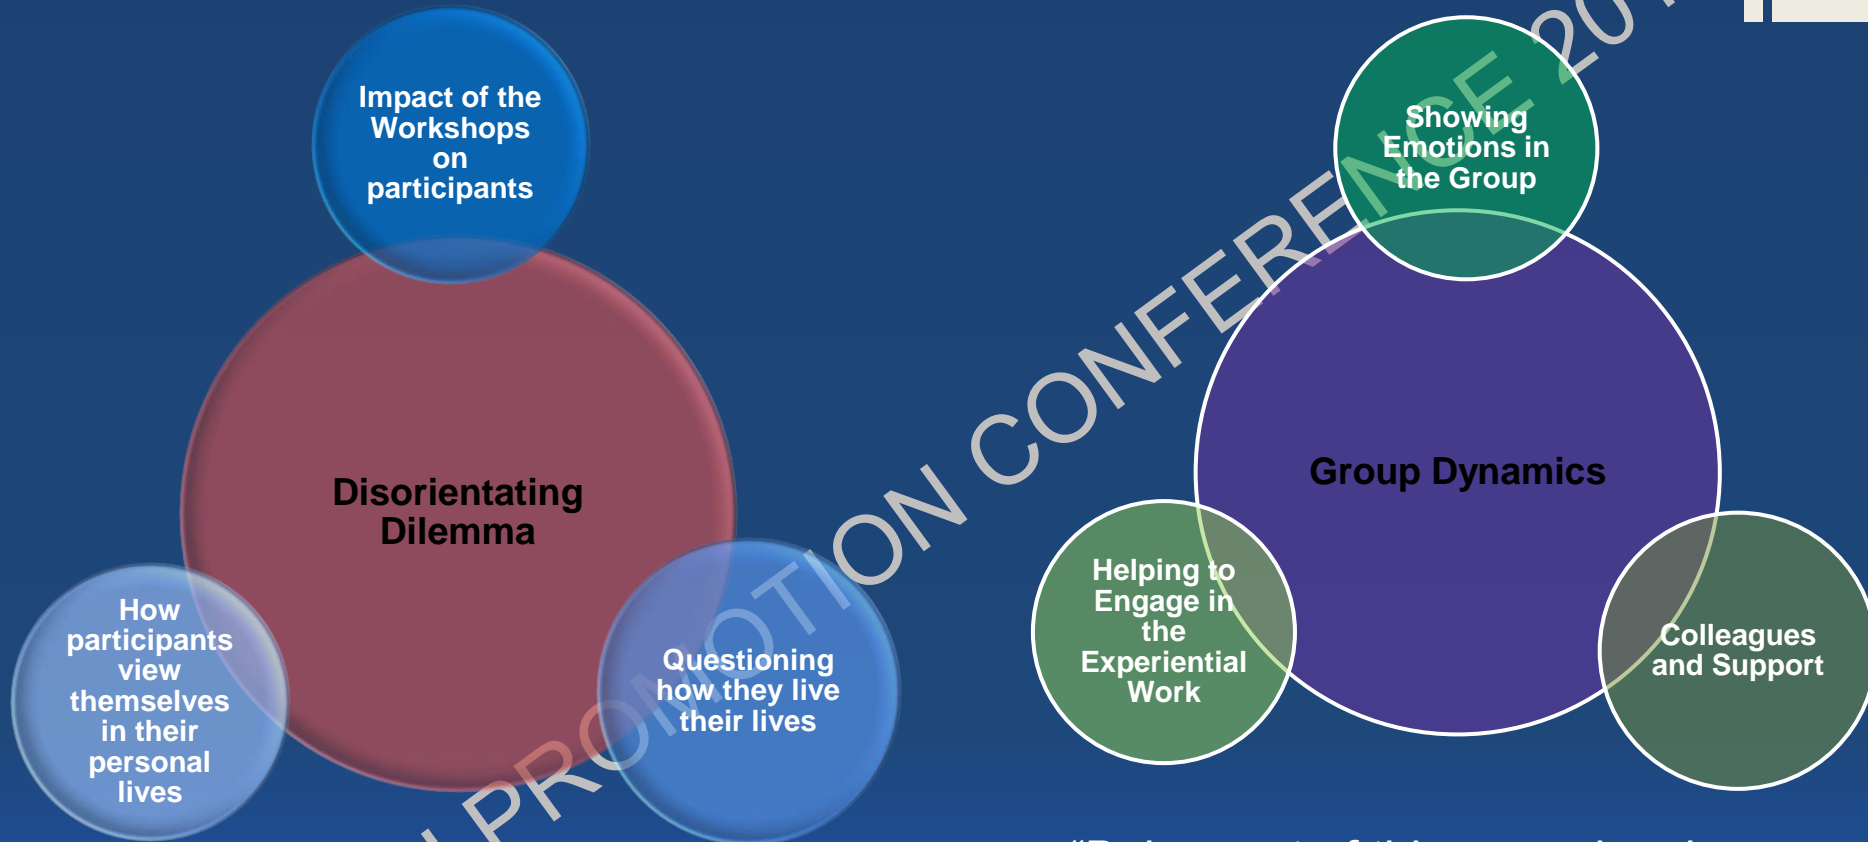 Impact of the
Workshops
on
participants
Disorientating
Dilemma
How
participants
view
themselves
in their
personal
lives
Questioning
how they live
their lives
Showing
Emotions in
the Group
Group Dynamics
Helping to
Engage in
the
Experiential
Work
Colleagues
and Support
PROMOTION CONFERENCE